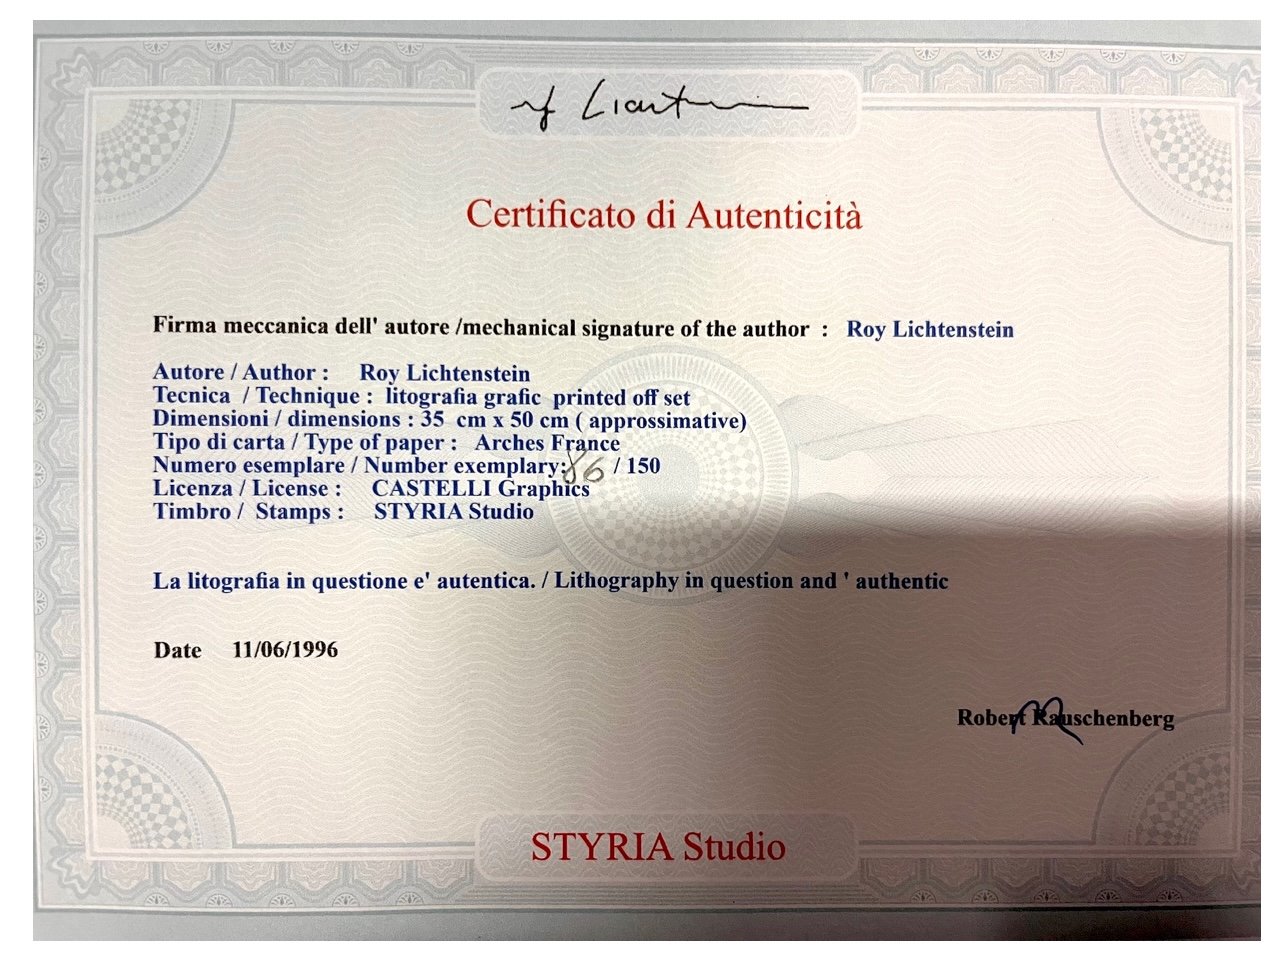 rf Lichtenstein
Certificato di Autenticità
Firma meccanica dell' autore /mechanical signature of the author : Roy Lichtenstein
Autore / Author : Roy Lichtenstein
Tecnica / Technique : litografia grafic printed off set
Dimensioni / dimensions : 35 cm x 50 cm ( approssimative)
Tipo di carta / Type of paper : Arches France
Numero esemplare / Number exemplary: 86 / 150
Licenza / License : CASTELLI Graphics
Timbro / Stamps : STYRIA Studio
La litografia in questione e' autentica. / Lithography in question and ' authentic
Date 11/06/1996
Robert Rauschenberg
STYRIA Studio